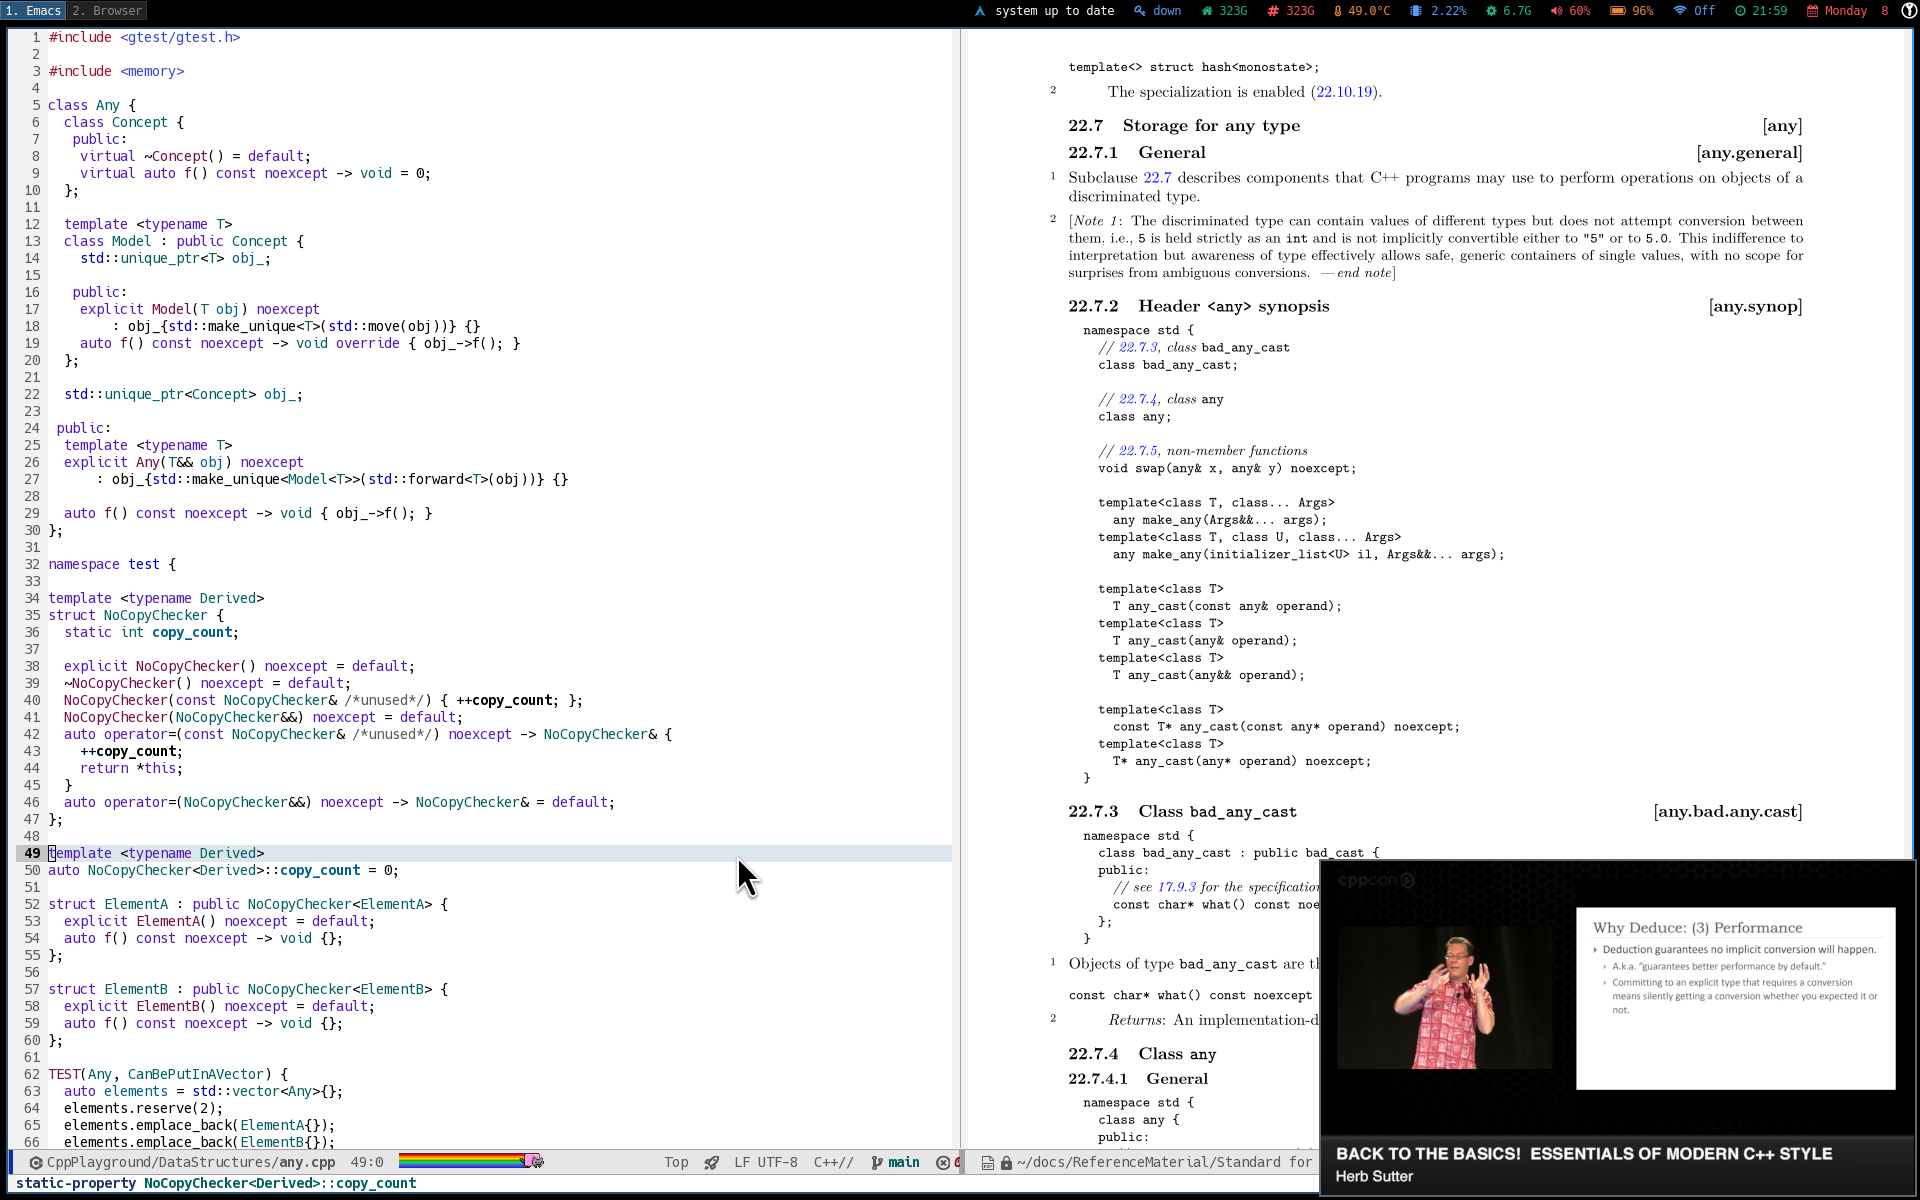 1. Emacs 2. Browser
system up to date down 323G 323G 49.0°C 2.22% 6.7G 60% 96% Off 21:59 Monday 8
1 #include <gtest/gtest.h>
2
3 #include <memory>
4
5 class Any {
6   class Concept {
7    public:
8     virtual ~Concept() = default;
9     virtual auto f() const noexcept -> void = 0;
10   };
11
12   template <typename T>
13   class Model : public Concept {
14     std::unique_ptr<T> obj_;
15
16    public:
17     explicit Model(T obj) noexcept
18         : obj_{std::make_unique<T>(std::move(obj))} {}
19     auto f() const noexcept -> void override { obj_->f(); }
20   };
21
22   std::unique_ptr<Concept> obj_;
23
24  public:
25   template <typename T>
26   explicit Any(T&& obj) noexcept
27       : obj_{std::make_unique<Model<T>>(std::forward<T>(obj))} {}
28
29   auto f() const noexcept -> void { obj_->f(); }
30 };
31
32 namespace test {
33
34 template <typename Derived>
35 struct NoCopyChecker {
36   static int copy_count;
37
38   explicit NoCopyChecker() noexcept = default;
39   ~NoCopyChecker() noexcept = default;
40   NoCopyChecker(const NoCopyChecker& /*unused*/) { ++copy_count; };
41   NoCopyChecker(NoCopyChecker&&) noexcept = default;
42   auto operator=(const NoCopyChecker& /*unused*/) noexcept -> NoCopyChecker& {
43     ++copy_count;
44     return *this;
45   }
46   auto operator=(NoCopyChecker&&) noexcept -> NoCopyChecker& = default;
47 };
48
49 template <typename Derived>
50 auto NoCopyChecker<Derived>::copy_count = 0;
51
52 struct ElementA : public NoCopyChecker<ElementA> {
53   explicit ElementA() noexcept = default;
54   auto f() const noexcept -> void {};
55 };
56
57 struct ElementB : public NoCopyChecker<ElementB> {
58   explicit ElementB() noexcept = default;
59   auto f() const noexcept -> void {};
60 };
61
62 TEST(Any, CanBePutInAVector) {
63   auto elements = std::vector<Any>{};
64   elements.reserve(2);
65   elements.emplace_back(ElementA{});
66   elements.emplace_back(ElementB{});
CppPlayground/DataStructures/any.cpp 49:0 Top LF UTF-8 C++// main
static-property NoCopyChecker<Derived>::copy_count
template<> struct hash<monostate>;
2 The specialization is enabled (22.10.19).
22.7 Storage for any type [any]
22.7.1 General [any.general]
1 Subclause 22.7 describes components that C++ programs may use to perform operations on objects of a
discriminated type.
2 [Note 1: The discriminated type can contain values of different types but does not attempt conversion between
them, i.e., 5 is held strictly as an int and is not implicitly convertible either to "5" or to 5.0. This indifference to
interpretation but awareness of type effectively allows safe, generic containers of single values, with no scope for
surprises from ambiguous conversions. — end note]
22.7.2 Header <any> synopsis [any.synop]
namespace std {
// 22.7.3, class bad_any_cast
class bad_any_cast;
// 22.7.4, class any
class any;
// 22.7.5, non-member functions
void swap(any& x, any& y) noexcept;
template<class T, class... Args>
any make_any(Args&&... args);
template<class T, class U, class... Args>
any make_any(initializer_list<U> il, Args&&... args);
template<class T>
T any_cast(const any& operand);
template<class T>
T any_cast(any& operand);
template<class T>
T any_cast(any&& operand);
template<class T>
const T* any_cast(const any* operand) noexcept;
template<class T>
T* any_cast(any* operand) noexcept;
}
22.7.3 Class bad_any_cast [any.bad.any.cast]
namespace std {
class bad_any_cast : public bad_cast {
public:
// see 17.9.3 for the specification
const char* what() const noe
};
}
1 Objects of type bad_any_cast are th
const char* what() const noexcept
2 Returns: An implementation-d
22.7.4 Class any
22.7.4.1 General
namespace std {
class any {
public:
~/docs/ReferenceMaterial/Standard for
cppcon
Why Deduce: (3) Performance
Deduction guarantees no implicit conversion will happen.
A.k.a. “guarantees better performance by default.”
Committing to an explicit type that requires a conversion
means silently getting a conversion whether you expected it or
not.
BACK TO THE BASICS! ESSENTIALS OF MODERN C++ STYLE
Herb Sutter